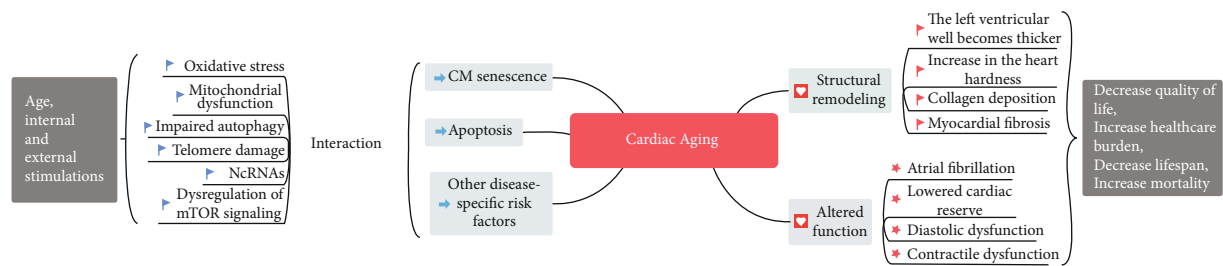 Age,
internal
and
external
stimulations
Oxidative stress
Mitochondrial
dysfunction
Impaired autophagy
Telomere damage
NcRNAs
Dysregulation of
mTOR signaling
Interaction
CM senescence
Apoptosis
Other disease-
specific risk
factors
Cardiac Aging
Structural
remodeling
The left ventricular
well becomes thicker
Increase in the heart
hardness
Collagen deposition
Myocardial fibrosis
Altered
function
Atrial fibrillation
Lowered cardiac
reserve
Diastolic dysfunction
Contractile dysfunction
Decrease quality of
life,
Increase healthcare
burden,
Decrease lifespan,
Increase mortality